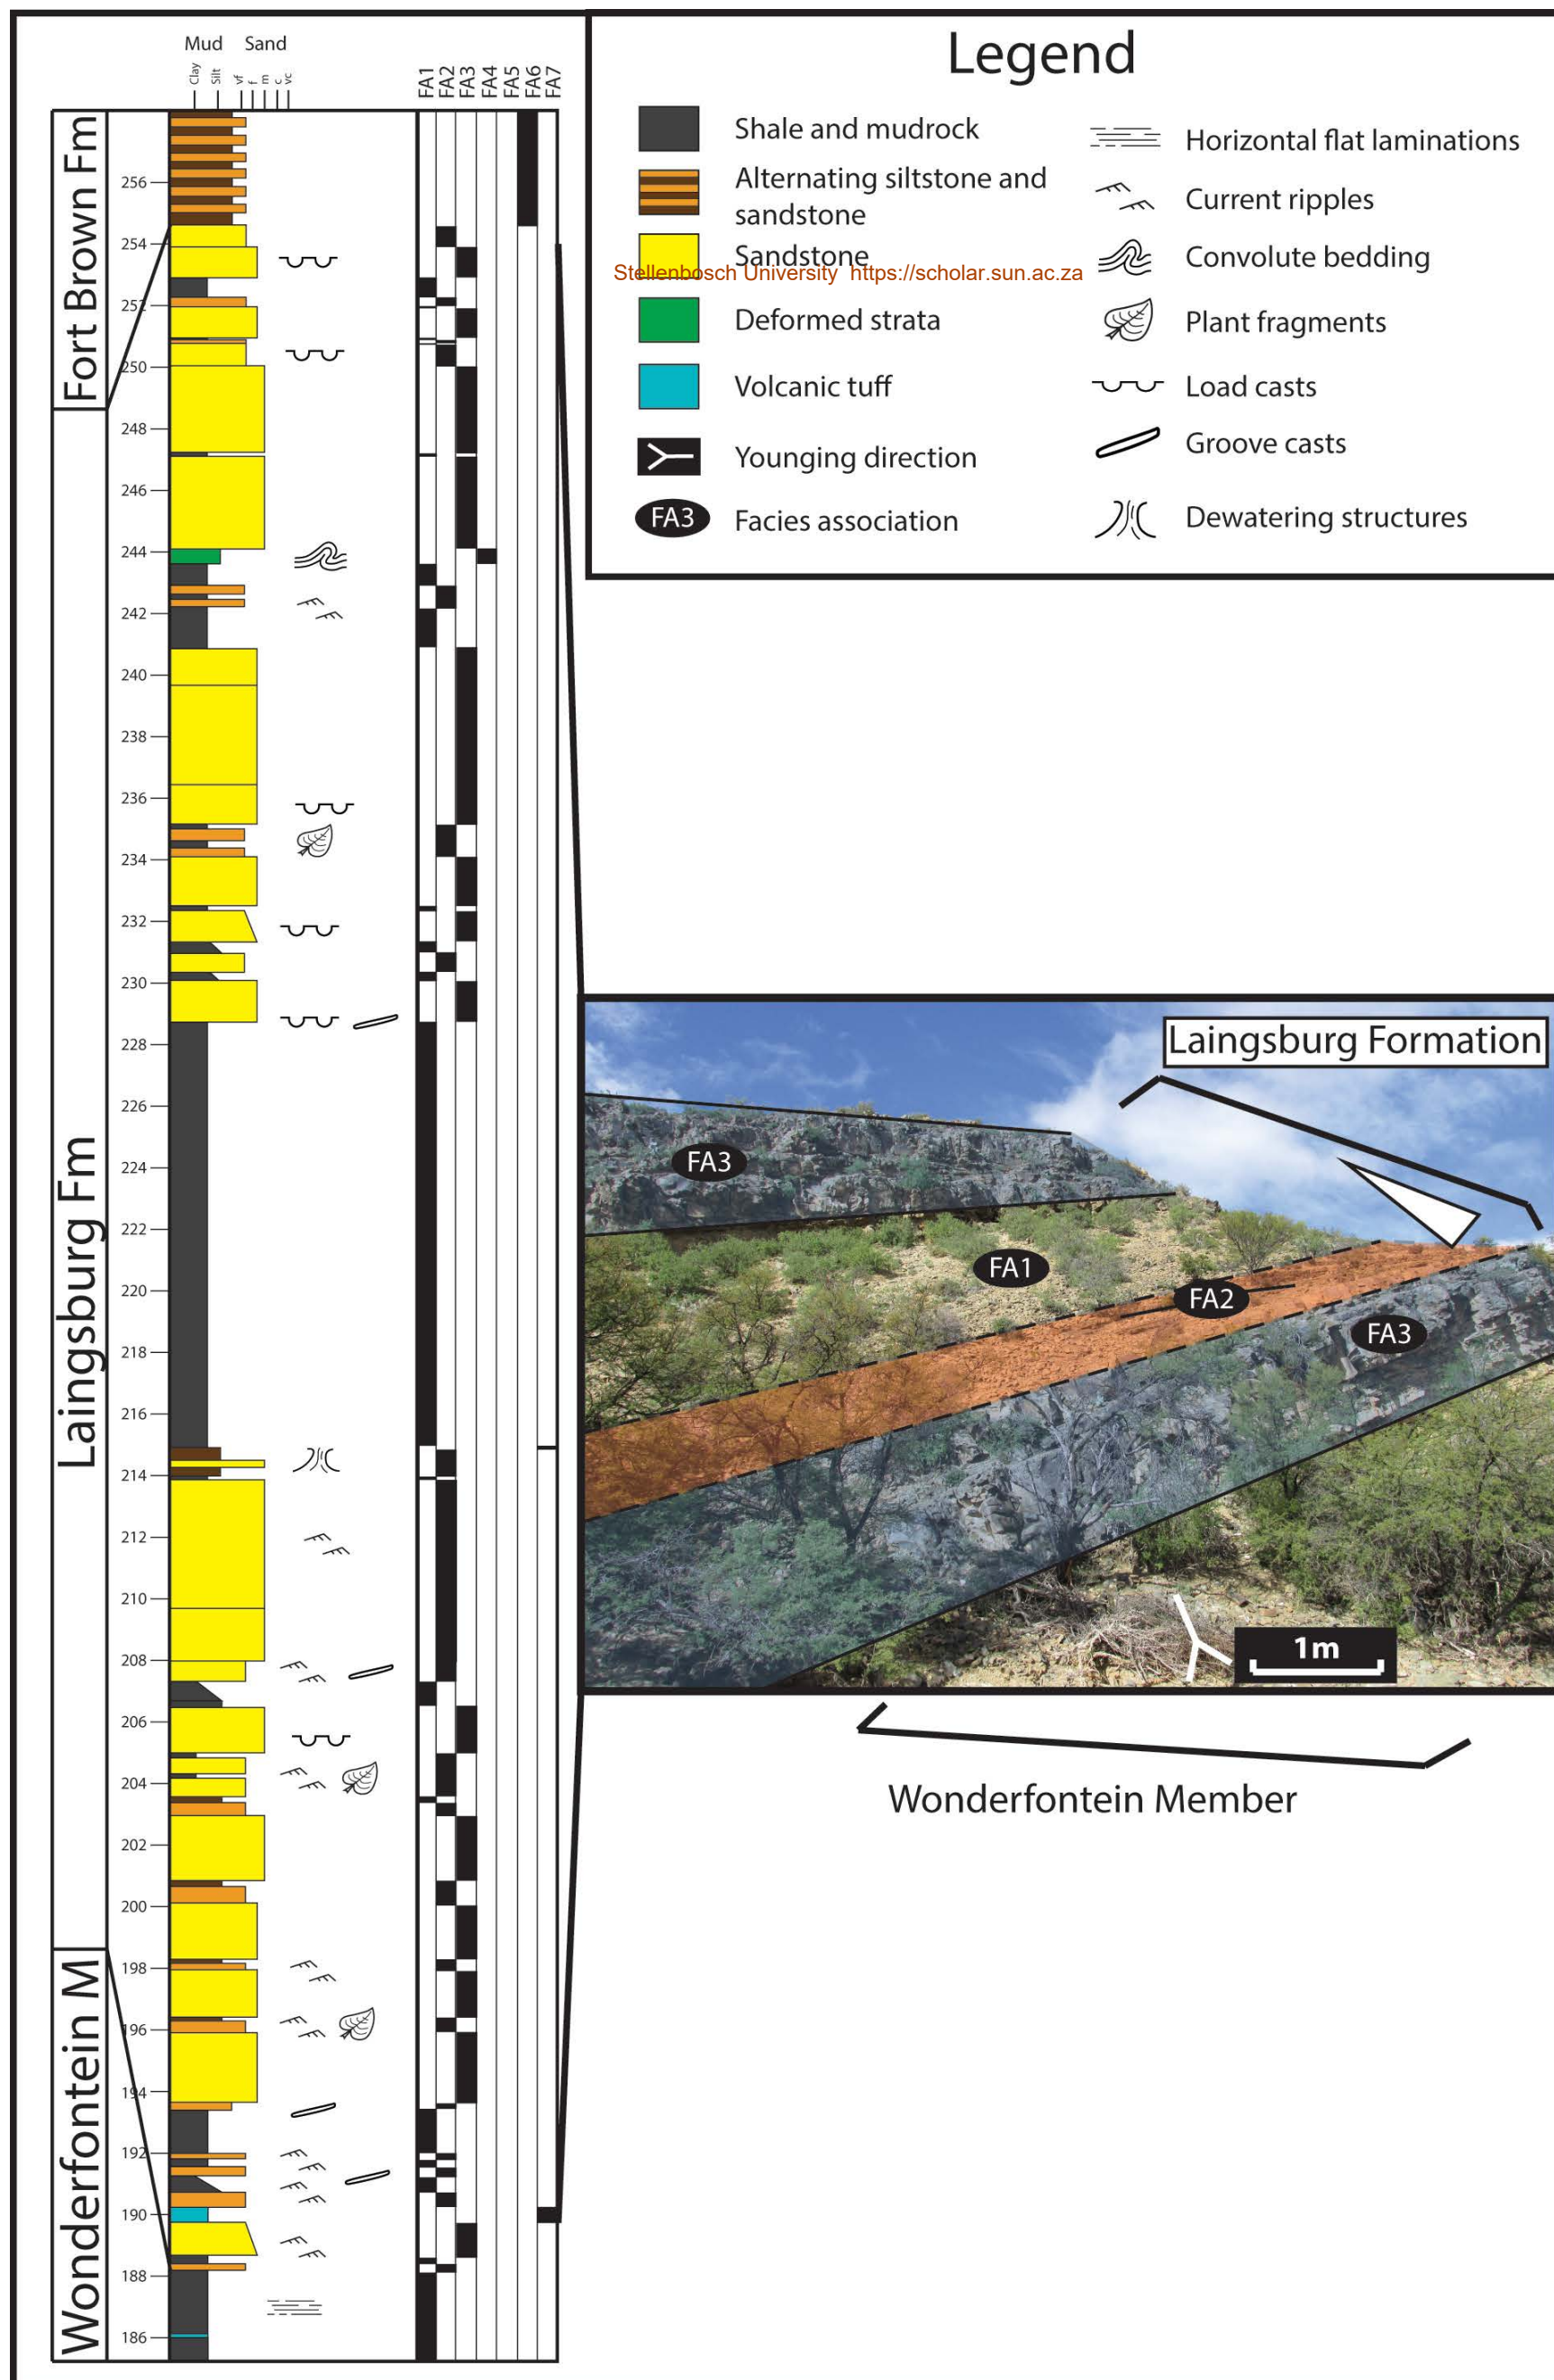 Mud Sand
Clay Silt vf f m c vc
FA1 FA2 FA3 FA4 FA5 FA6 FA7
Fort Brown Fm
Laingsburg Fm
Wonderfontein M
256
254
252
250
248
246
244
242
240
238
236
234
232
230
228
226
224
222
220
218
216
214
212
210
208
206
204
202
200
198
196
194
192
190
188
186
Legend
Shale and mudrock
Alternating siltstone and
sandstone
Sandstone
Stellenbosch University https://scholar.sun.ac.za
Deformed strata
Volcanic tuff
Younging direction
FA3 Facies association
Horizontal flat laminations
Current ripples
Convolute bedding
Plant fragments
Load casts
Groove casts
Dewatering structures
Laingsburg Formation
FA3
FA1
FA2
FA3
1m
Wonderfontein Member